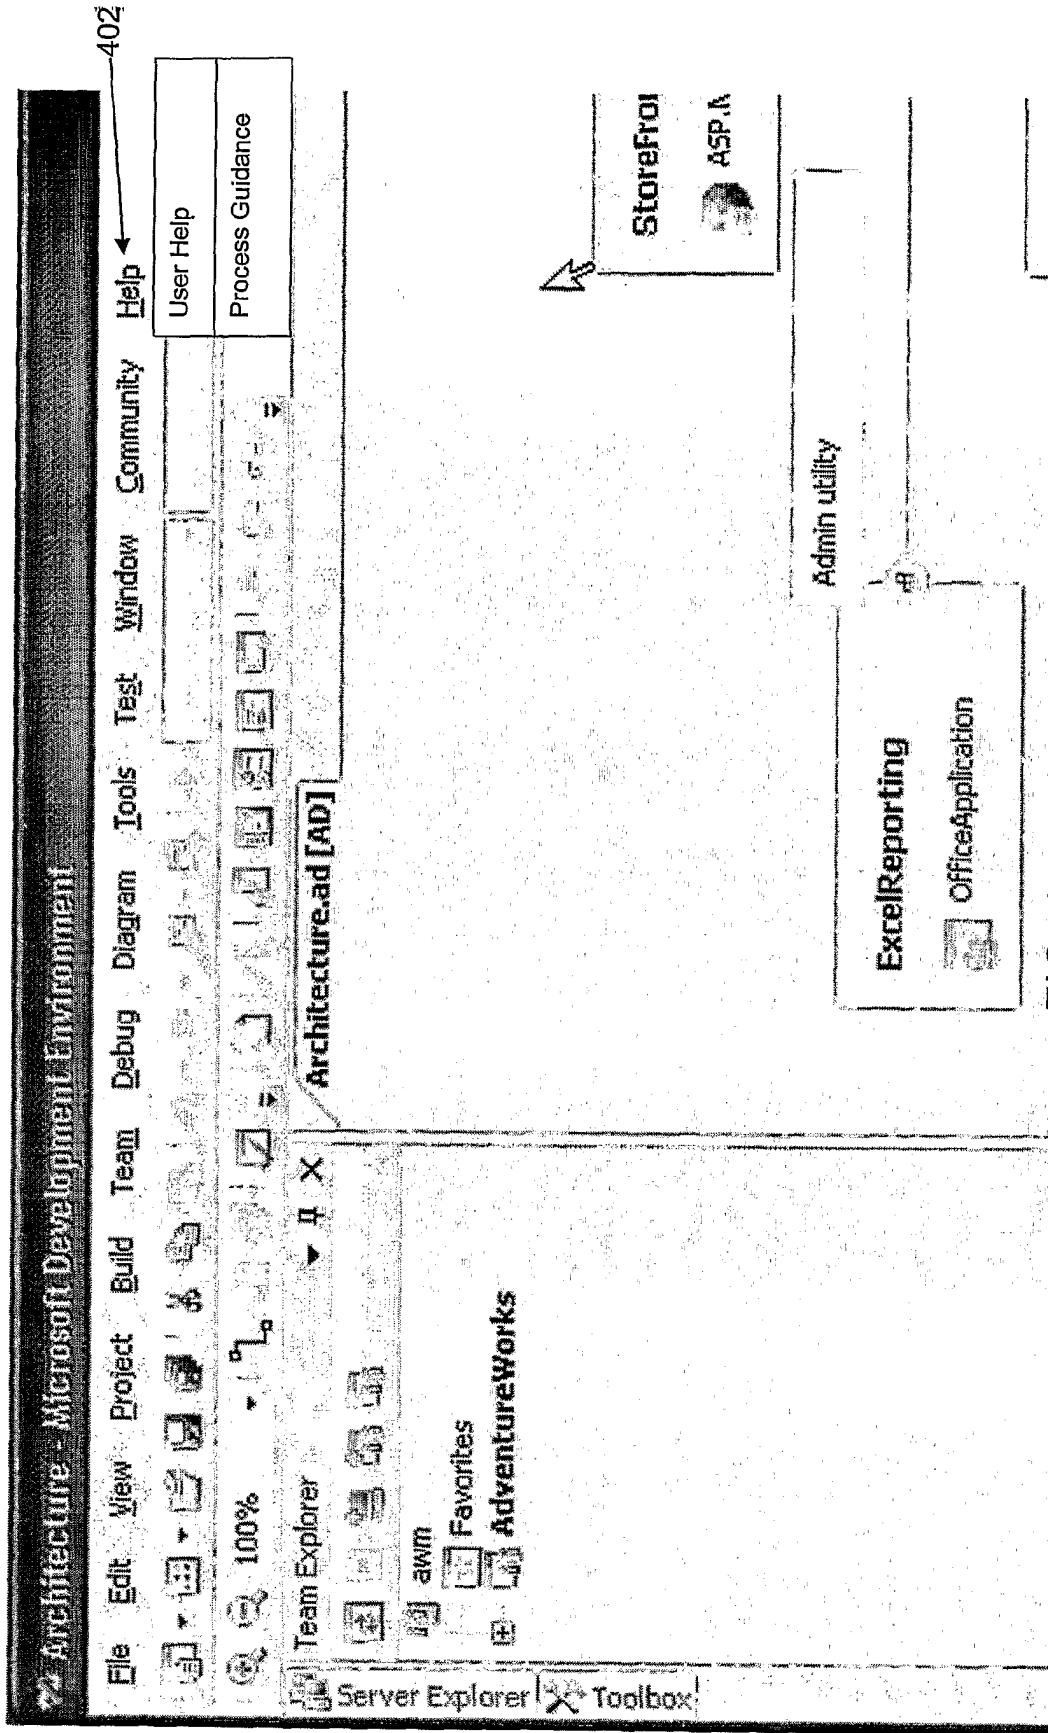 402
Architecture - Microsoft Development Environment
File Edit View Project Build Team Debug Diagram Tools Test Window Community Help
User Help
Process Guidance
100%
Team Explorer
Architecture.ad [AD]
awm
Favorites
AdventureWorks
Server Explorer
Toolbox
StoreFro
ASP.N
Admin utility
ExcelReporting
OfficeApplication